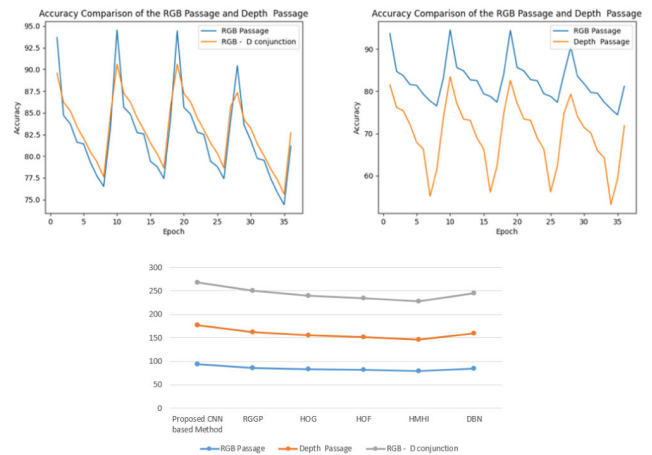 Accuracy Comparison of the RGB Passage and Depth  Passage
95.0
92.5
90.0
87.5
85.0
82.5
80.0
77.5
75.0
Accuracy
RGB Passage
RGB - D conjunction
0 5 10 15 20 25 30 35
Epoch
Accuracy Comparison of the RGB Passage and Depth  Passage
90
80
70
60
Accuracy
RGB Passage
Depth  Passage
0 5 10 15 20 25 30 35
Epoch
300
250
200
150
100
50
0
Proposed CNN based Method RGGP HOG HOF HMHI DBN
RGB Passage Depth  Passage RGB - D conjunction